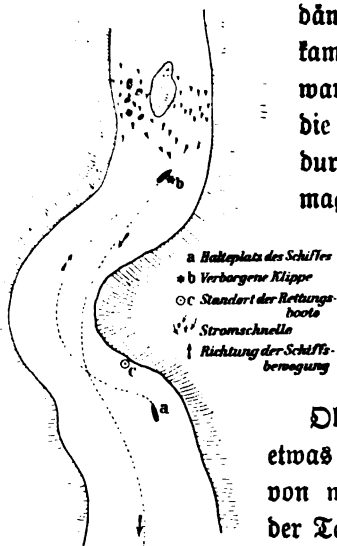 dän
kam
war
die
dur
mag
b
a Halteplatz des Schiffes
b Verborgene Klippe
c Standort der Rettungs-
boote
Stromschnelle
Richtung der Schiffs-
bewegung
c
a
Ob
etwas
von n
der Ta